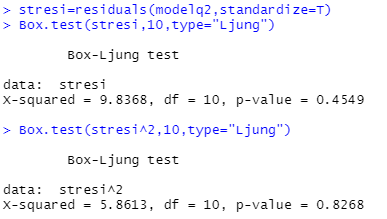 > stresi=residuals(modelq2,standardize=T)
> Box.test(stresi,10,type="Ljung")
Box-Ljung test
data: stresi
X-squared = 9.8368, df = 10, p-value = 0.4549
> Box.test(stresi^2,10,type="Ljung")
Box-Ljung test
data: stresi^2
X-squared = 5.8613, df = 10, p-value = 0.8268